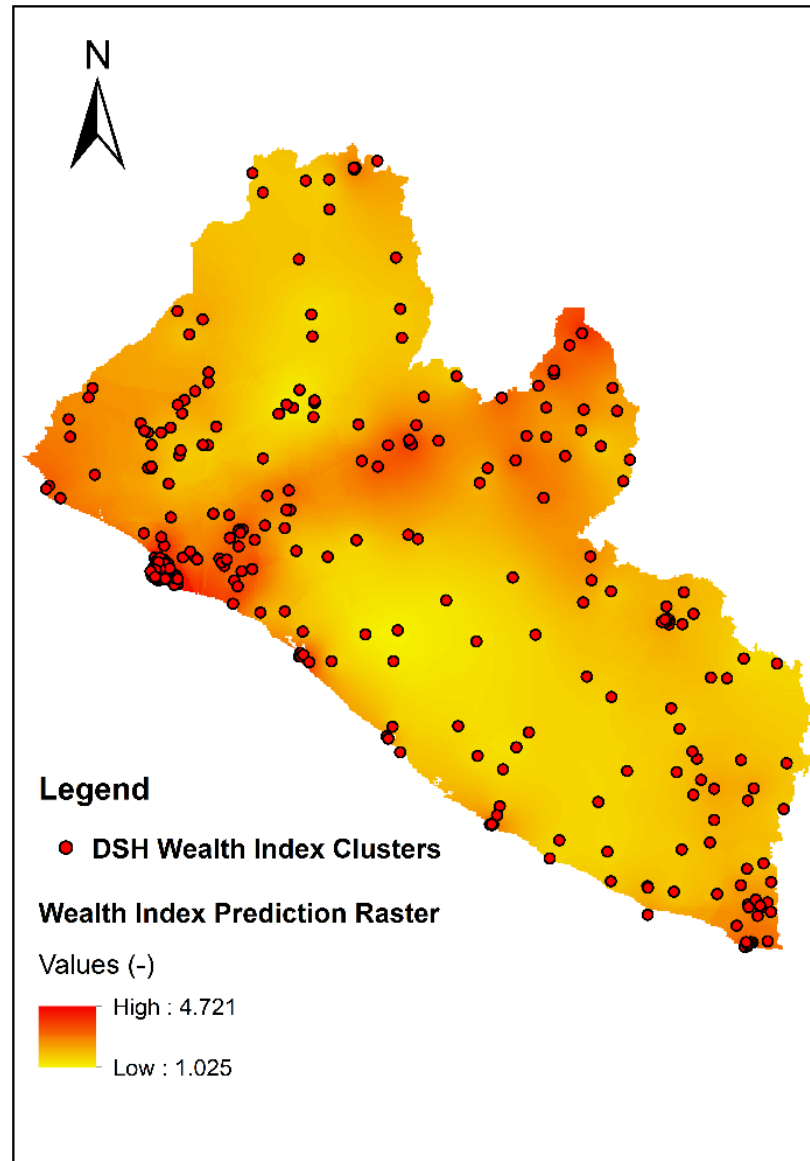 N
Legend
DSH Wealth Index Clusters
Wealth Index Prediction Raster
Values (-)
High : 4.721
Low : 1.025